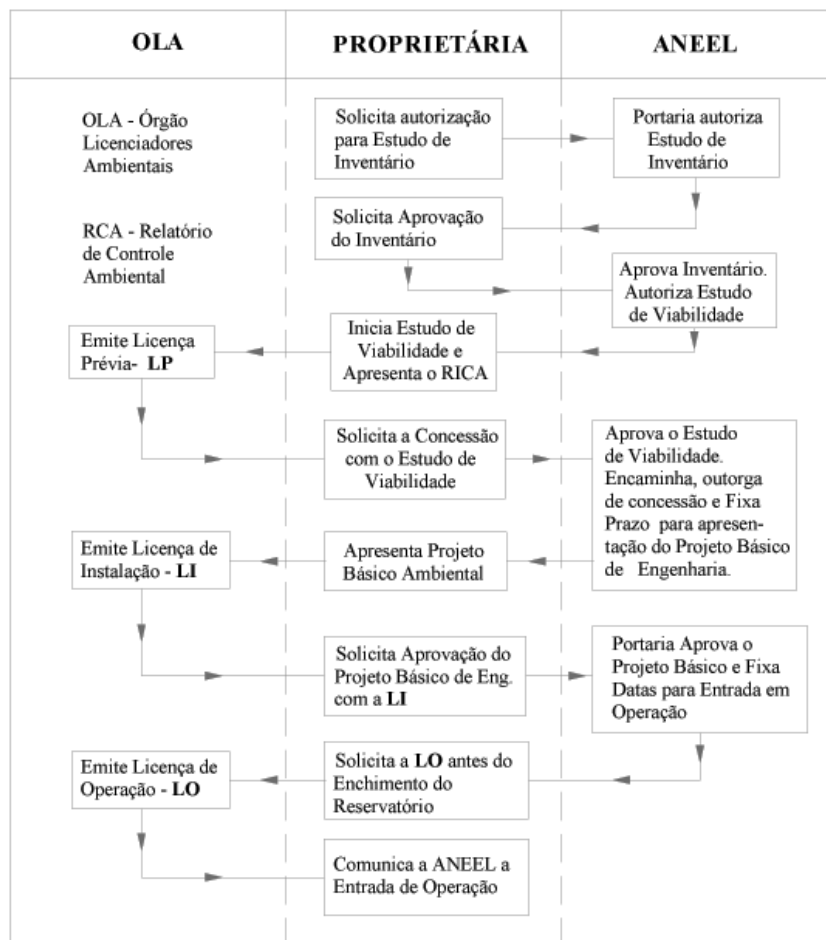 OLA
PROPRIETÁRIA
ANEEL
OLA - Órgão
Licenciadores
Ambientais
Solicita autorização
para Estudo de
Inventário
Portaria autoriza
Estudo de
Inventário
RCA - Relatório
de Controle
Ambiental
Solicita Aprovação
do Inventário
Aprova Inventário.
Autoriza Estudo
de Viabilidade
Inicia Estudo de
Viabilidade e
Apresenta o RICA
Emite Licença
Prévia- LP
Solicita a Concessão
com o Estudo de
Viabilidade
Aprova o Estudo
de Viabilidade.
Encaminha, outorga
de concessão e Fixa
Prazo para apresen-
tação do Projeto Básico
de Engenharia.
Apresenta Projeto
Básico Ambiental
Emite Licença de
Instalação - LI
Solicita Aprovação do
Projeto Básico de Eng.
com a LI
Portaria Aprova o
Projeto Básico e Fixa
Datas para Entrada em
Operação
Solicita a LO antes do
Enchimento do
Reservatório
Emite Licença de
Operação - LO
Comunica a ANEEL a
Entrada de Operação